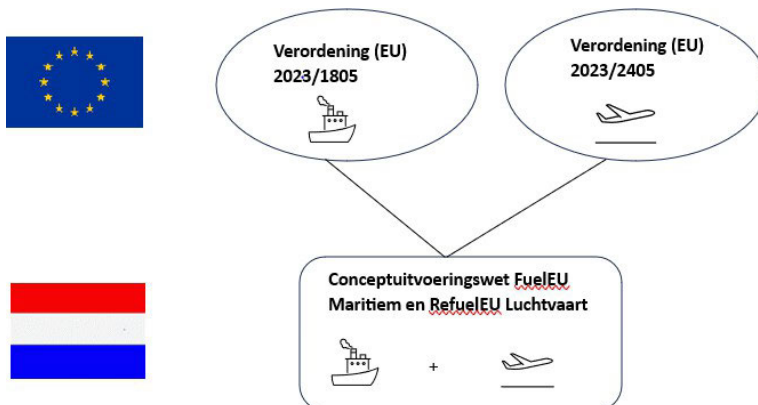 Verordening (EU)
2023/1805
Verordening (EU)
2023/2405
Conceptuitvoeringswet FuelEU
Maritiem en RefuelEU Luchtvaart
+